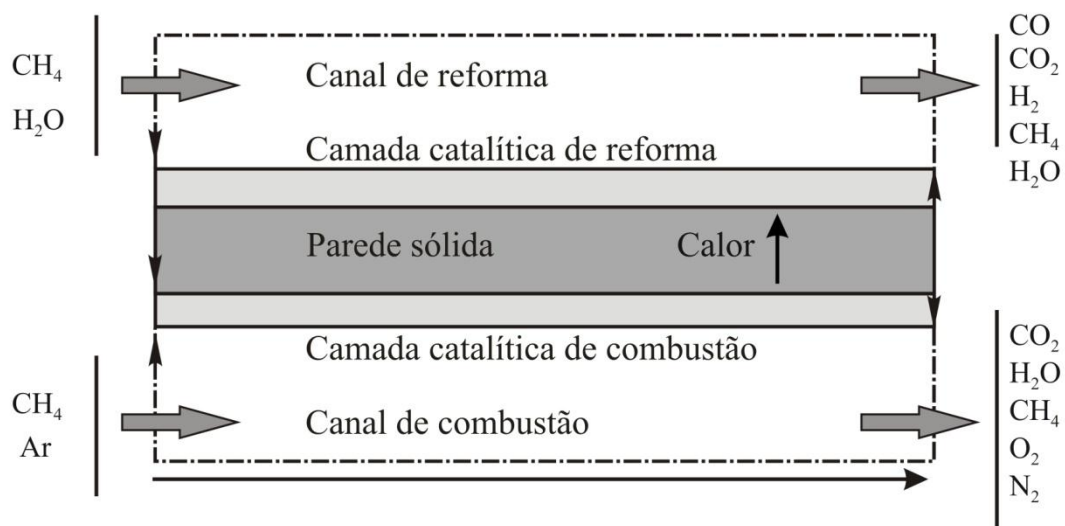 CH₄
H₂O
Canal de reforma
CO
CO₂
H₂
CH₄
H₂O
Camada catalítica de reforma
Parede sólida
Calor
Camada catalítica de combustão
CH₄
Ar
Canal de combustão
CO₂
H₂O
CH₄
O₂
N₂